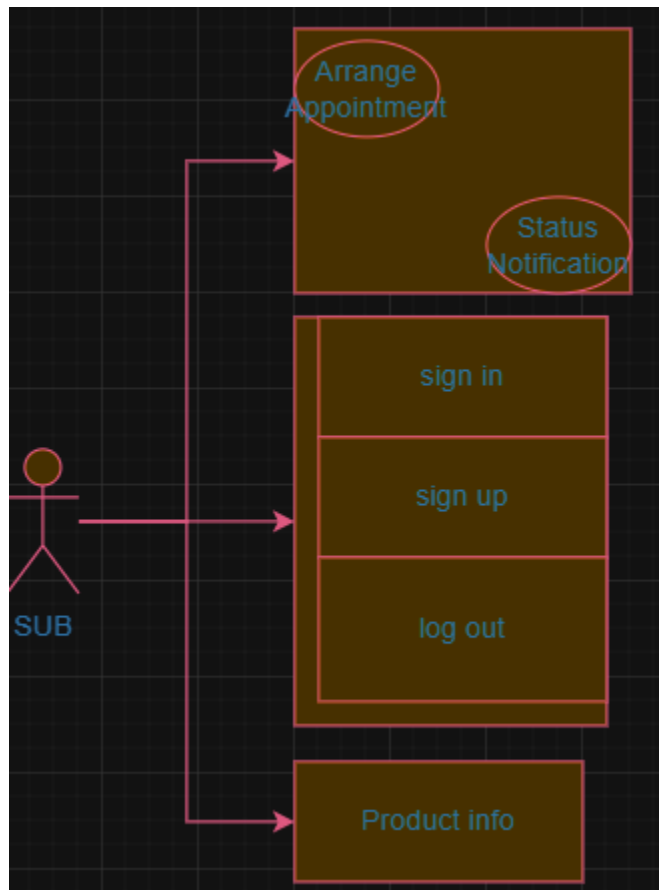 Arrange
Appointment
Status
Notification
sign in
sign up
log out
SUB
Product info